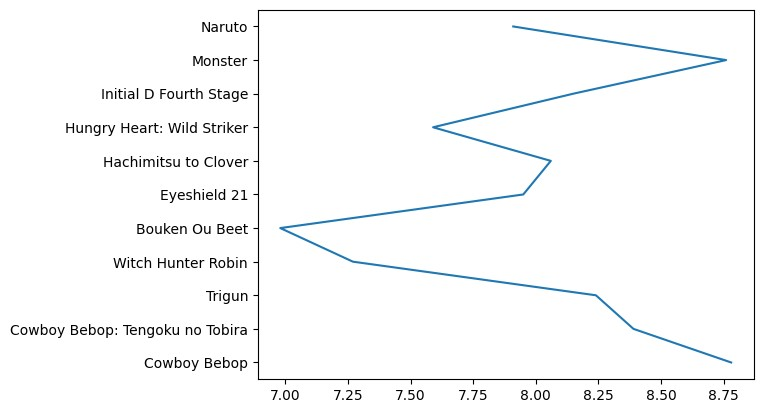 Naruto
Monster
Initial D Fourth Stage
Hungry Heart: Wild Striker
Hachimitsu to Clover
Eyeshield 21
Bouken Ou Beet
Witch Hunter Robin
Trigun
Cowboy Bebop: Tengoku no Tobira
Cowboy Bebop
7.00 7.25 7.50 7.75 8.00 8.25 8.50 8.75